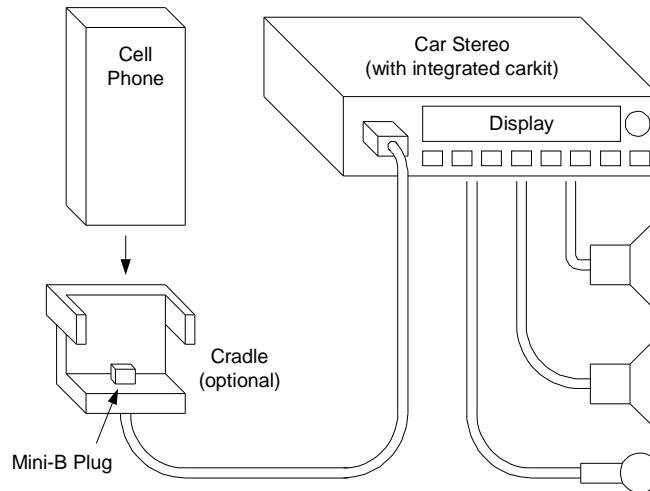 Cell
Phone
Car Stereo
(with integrated carkit)
Display
Cradle
(optional)
Mini-B Plug